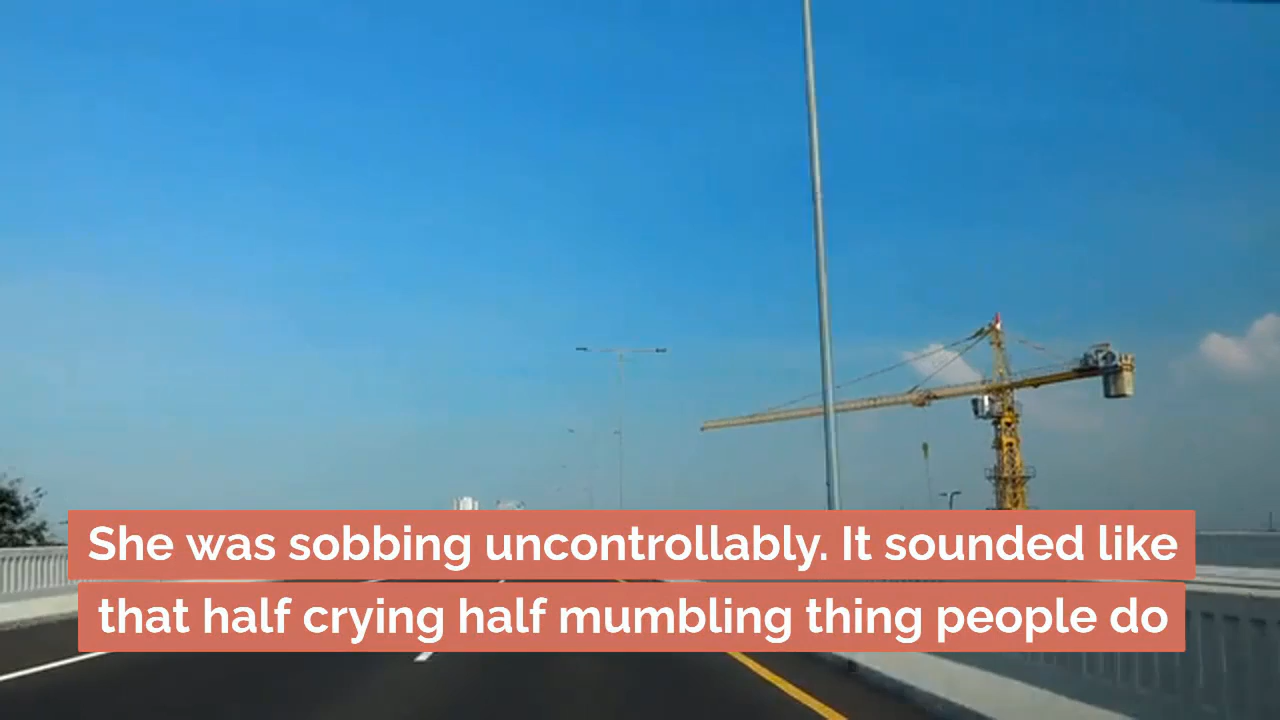 She was sobbing uncontrollably. It sounded like
that half crying half mumbling thing people do